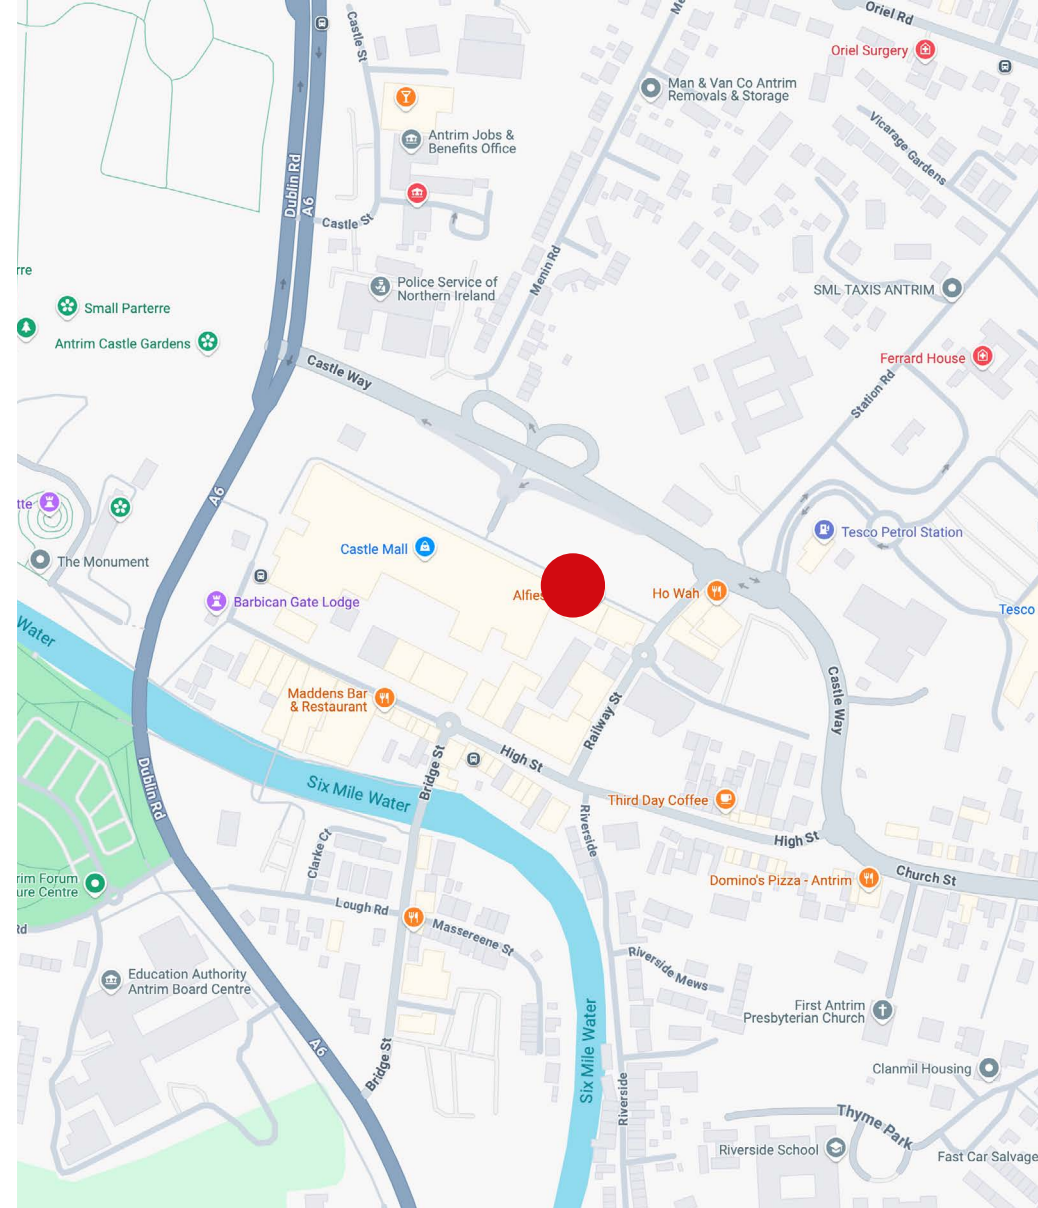 Oriel Rd
Castle St
Oriel Surgery
Man & Van Co Antrim
Removals & Storage
Antrim Jobs &
Benefits Office
Vicarage Gardens
Dublin Rd
A6
Castle St
Menin Rd
Police Service of
Northern Ireland
SML TAXIS ANTRIM
Small Parterre
Antrim Castle Gardens
Ferrard House
Castle Way
Station Rd
A6
Tesco Petrol Station
Castle Mall
The Monument
Ho Wah
Barbican Gate Lodge
Tesco
Water
Maddens Bar
& Restaurant
Castle Way
Railway St
High St
Bridge St
Dublin Rd
Six Mile Water
Third Day Coffee
Riverside
High St
Clarke Ct
Church St
Domino's Pizza - Antrim
Lough Rd
Massereene St
Riverside Mews
Education Authority
Antrim Board Centre
First Antrim
Presbyterian Church
Six Mile Water
A6
Bridge St
Clanmil Housing
Riverside
Thyme Park
Riverside School
Fast Car Salvage